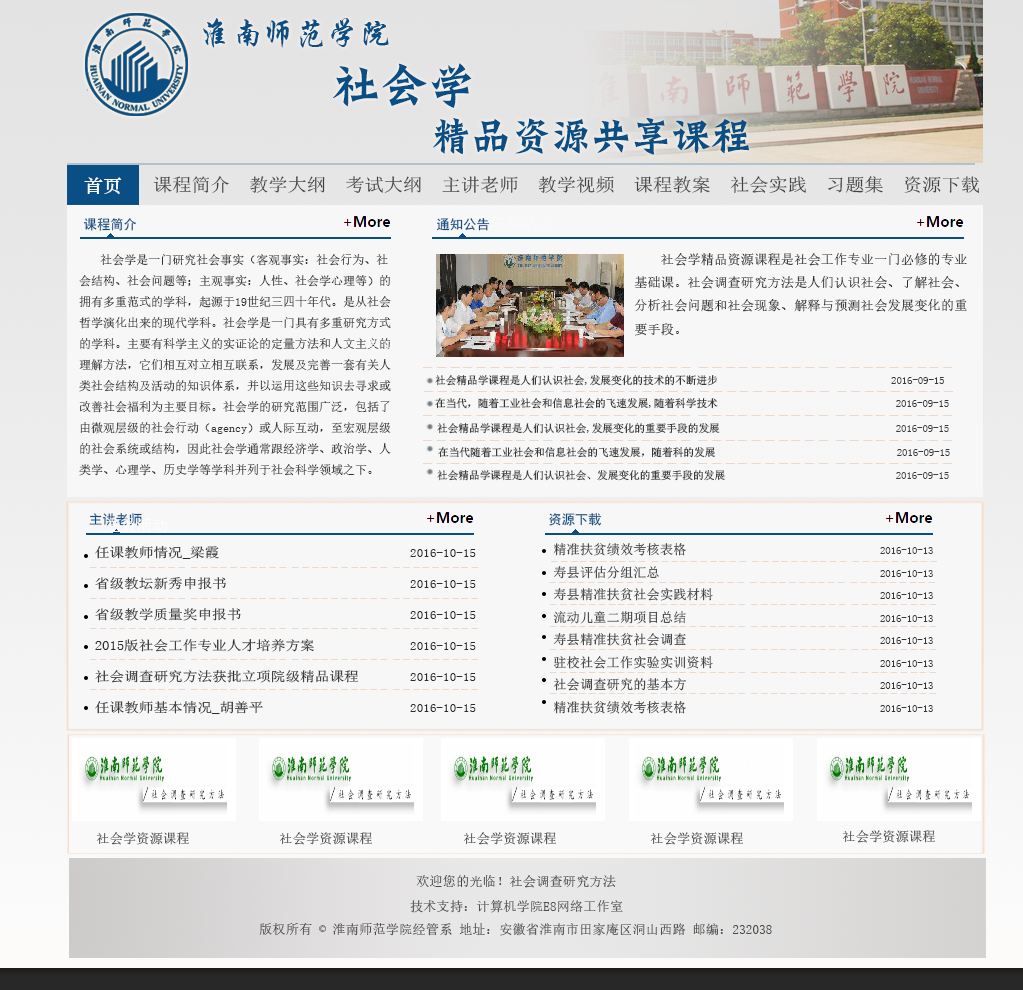 淮南师范学院
HUAINAN NORMAL UNIVERSITY
淮南师范学院
社会学
精品资源共享课程
南師範學院
首页 课程简介 教学大纲 考试大纲 主讲老师 教学视频 课程教案 社会实践 习题集 资源下载
课程简介 +More
社会学是一门研究社会事实（客观事实：社会行为、社
会结构、社会问题等；主观事实：人性、社会学心理等）的
拥有多重范式的学科，起源于19世纪三四十年代。是从社会
哲学演化出来的现代学科。社会学是一门具有多重研究方式
的学科。主要有科学主义的实证论的定量方法和人文主义的
理解方法，它们相互对立相互联系，发展及完善一套有关人
类社会结构及活动的知识体系，并以运用这些知识去寻求或
改善社会福利为主要目标。社会学的研究范围广泛，包括了
由微观层级的社会行动（agency）或人际互动，至宏观层级
的社会系统或结构，因此社会学通常跟经济学、政治学、人
类学、心理学、历史学等学科并列于社会科学领域之下。
通知公告 +More
淮南师范学院
社会学精品资源课程是社会工作专业一门必修的专业
基础课。社会调查研究方法是人们认识社会、了解社会、
分析社会问题和社会现象、解释与预测社会发展变化的重
要手段。
社会精品学课程是人们认识社会,发展变化的技术的不断进步 2016-09-15
在当代，随着工业社会和信息社会的飞速发展,随着科学技术 2016-09-15
社会精品学课程是人们认识社会,发展变化的重要手段的发展 2016-09-15
在当代随着工业社会和信息社会的飞速发展，随着科的发展 2016-09-15
社会精品学课程是人们认识社会、发展变化的重要手段的发展 2016-09-15
主讲老师 +More
任课教师情况_梁霞 2016-10-15
省级教坛新秀申报书 2016-10-15
省级教学质量奖申报书 2016-10-15
2015版社会工作专业人才培养方案 2016-10-15
社会调查研究方法获批立项院级精品课程 2016-10-15
任课教师基本情况_胡善平 2016-10-15
资源下载 +More
精准扶贫绩效考核表格 2016-10-13
寿县评估分组汇总 2016-10-13
寿县精准扶贫社会实践材料 2016-10-13
流动儿童二期项目总结 2016-10-13
寿县精准扶贫社会调查 2016-10-13
驻校社会工作实验实训资料 2016-10-13
社会调查研究的基本方 2016-10-13
精准扶贫绩效考核表格 2016-10-13
淮南师范学院 淮南师范学院 淮南师范学院 淮南师范学院 淮南师范学院
Huainan Normal University Huainan Normal University Huainan Normal University Huainan Normal University Huainan Normal University
社会调查研究方法 社会调查研究方法 社会调查研究方法 社会调查研究方法 社会调查研究方法
社会学资源课程 社会学资源课程 社会学资源课程 社会学资源课程 社会学资源课程
欢迎您的光临！社会调查研究方法
技术支持：计算机学院E8网络工作室
版权所有 © 淮南师范学院经管系 地址：安徽省淮南市田家庵区洞山西路 邮编：232038